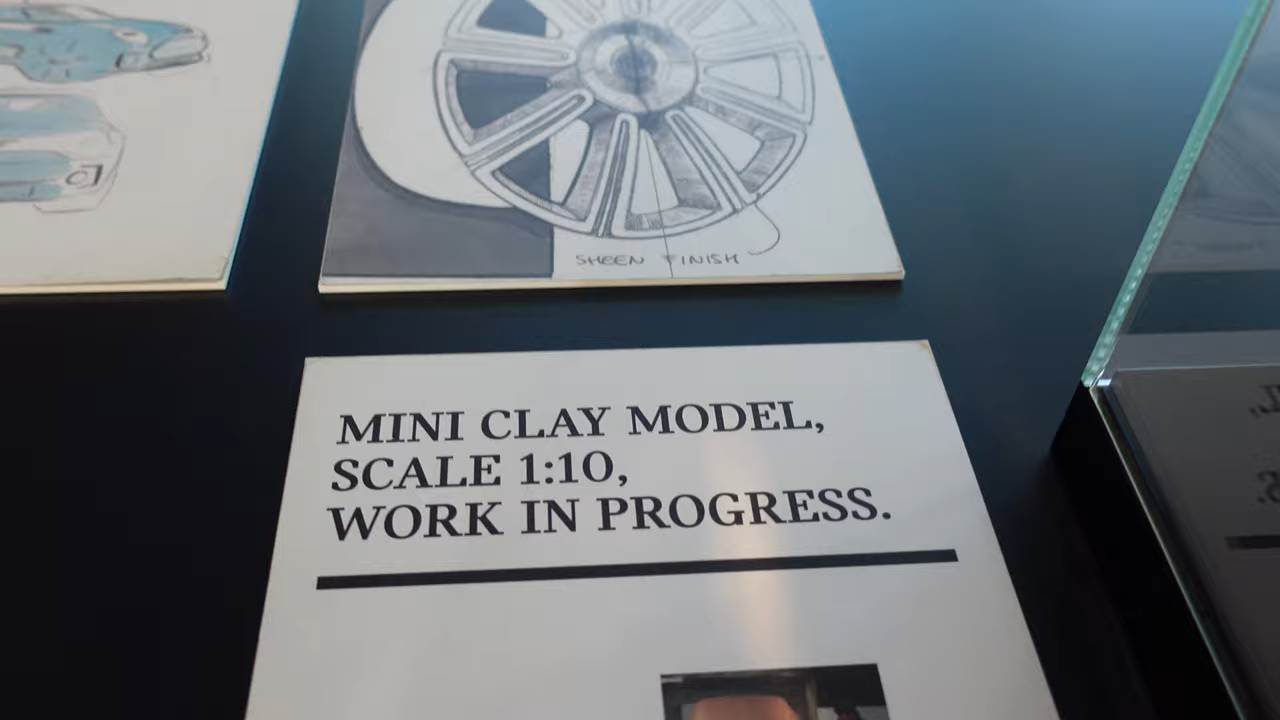 SHEEN FINISH
MINI CLAY MODEL,
SCALE 1:10,
WORK IN PROGRESS.